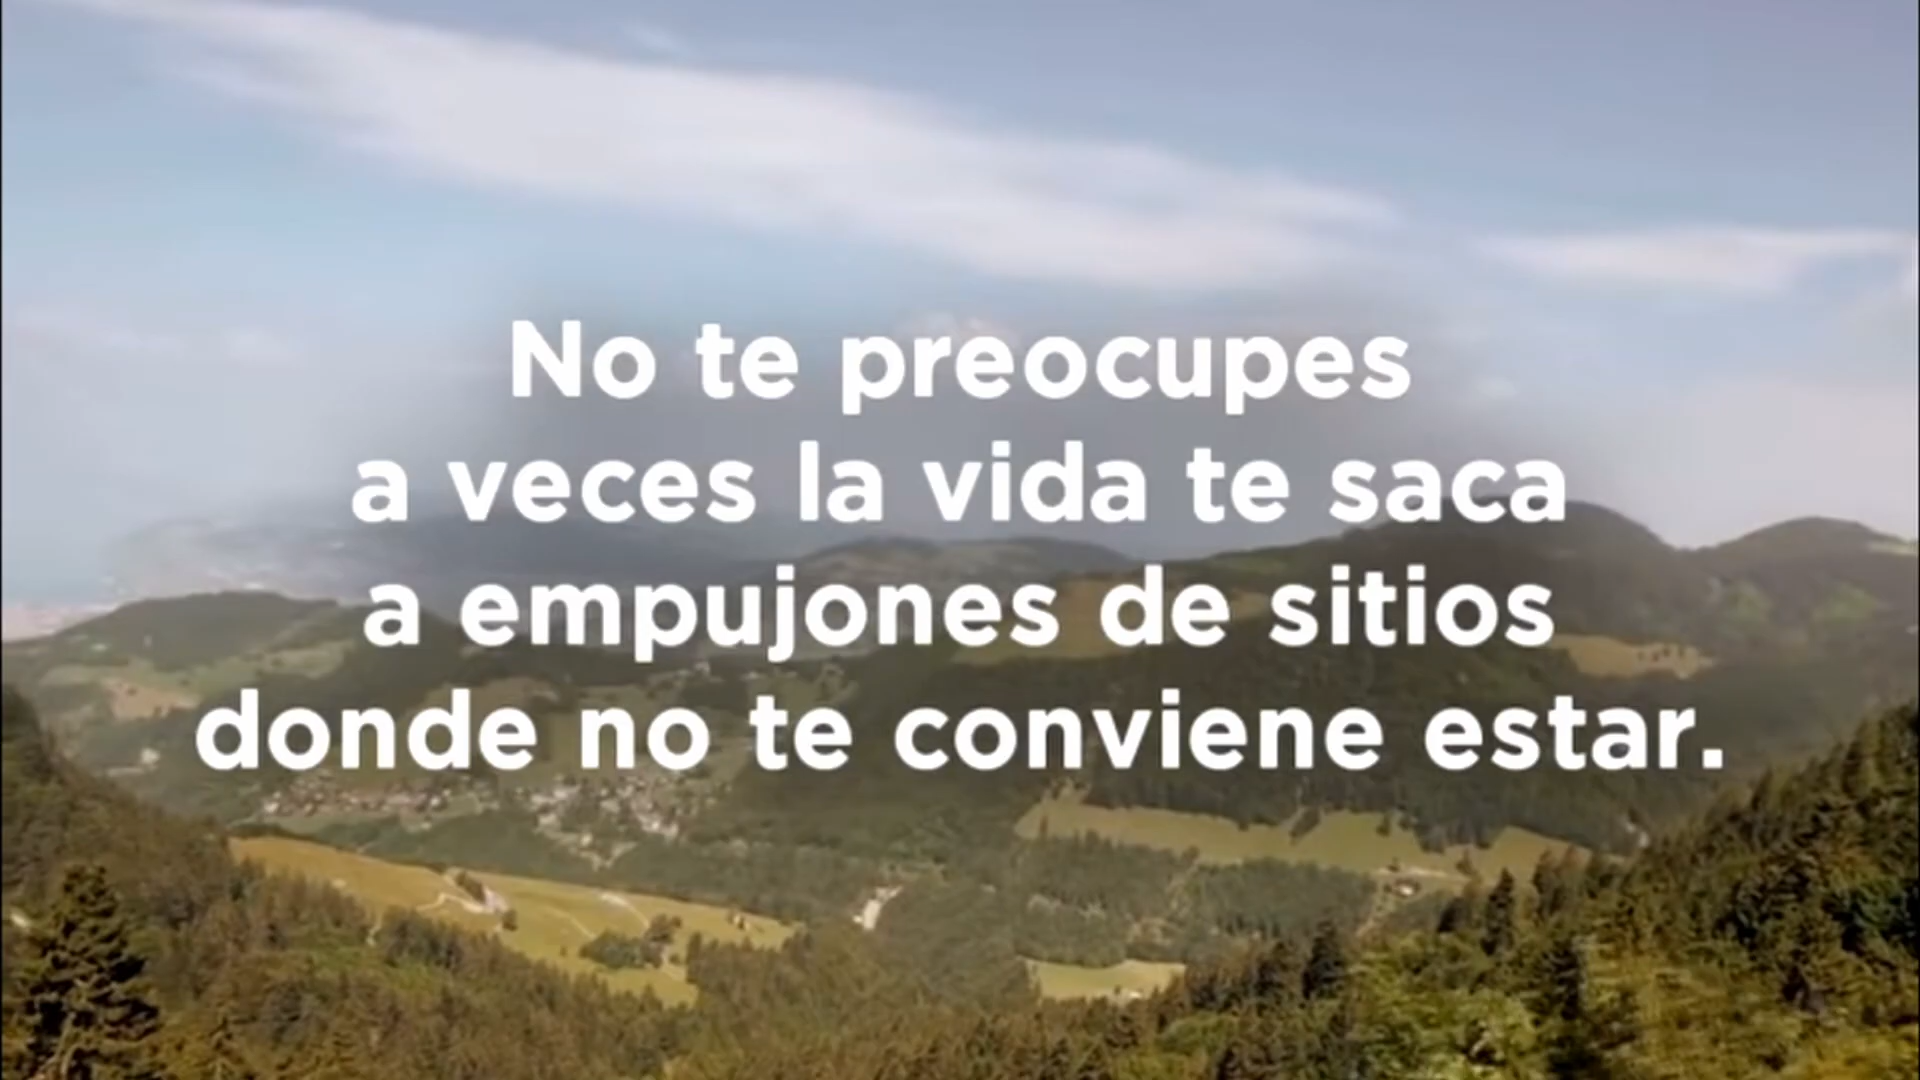 No te preocupes
a veces la vida te saca
a empujones de sitios
donde no te conviene estar.